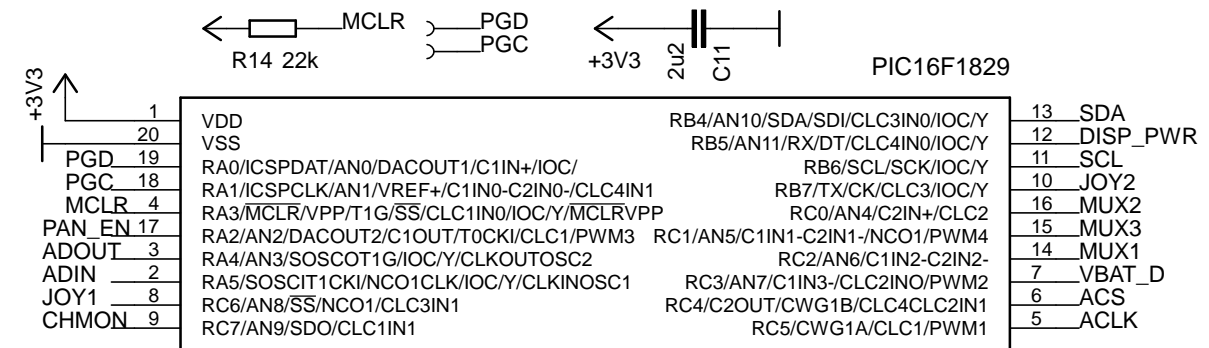 MCLR
PGD
PGC
R14 22k
+3V3
2u2
C11
PIC16F1829
+3V3
1 VDD RB4/AN10/SDA/SDI/CLC3IN0/IOC/Y 13 SDA
20 VSS RB5/AN11/RX/DT/CLC4IN0/IOC/Y 12 DISP_PWR
PGD 19 RA0/ICSPDAT/AN0/DACOUT1/C1IN+/IOC/ RB6/SCL/SCK/IOC/Y 11 SCL
PGC 18 RA1/ICSPCLK/AN1/VREF+/C1IN0-C2IN0-/CLC4IN1 RB7/TX/CK/CLC3/IOC/Y 10 JOY2
MCLR 4 RA3/MCLR/VPP/T1G/SS/CLC1IN0/IOC/Y/MCLRVPP RC0/AN4/C2IN+/CLC2 16 MUX2
PAN_EN 17 RA2/AN2/DACOUT2/C1OUT/T0CKI/CLC1/PWM3 RC1/AN5/C1IN1-C2IN1-/NCO1/PWM4 15 MUX3
ADOUT 3 RA4/AN3/SOSCOT1G/IOC/Y/CLKOUTOSC2 RC2/AN6/C1IN2-C2IN2- 14 MUX1
ADIN 2 RA5/SOSCIT1CKI/NCO1CLK/IOC/Y/CLKINOSC1 RC3/AN7/C1IN3-/CLC2INO/PWM2 7 VBAT_D
JOY1 8 RC6/AN8/SS/NCO1/CLC3IN1 RC4/C2OUT/CWG1B/CLC4CLC2IN1 6 ACS
CHMON 9 RC7/AN9/SDO/CLC1IN1 RC5/CWG1A/CLC1/PWM1 5 ACLK